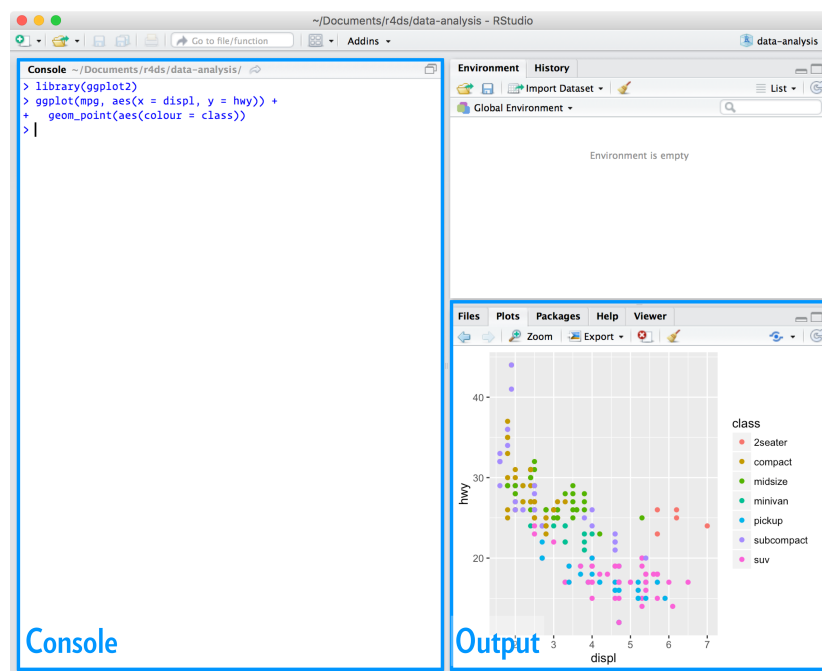 ~/Documents/r4ds/data-analysis - RStudio
Go to file/function
Addins
data-analysis
Console ~/Documents/r4ds/data-analysis/
> library(ggplot2)
> ggplot(mpg, aes(x = displ, y = hwy)) +
+   geom_point(aes(colour = class))
>
Console
Environment History
Import Dataset
List
Global Environment
Environment is empty
Files Plots Packages Help Viewer
Zoom Export
40
30
20
hwy
class
2seater
compact
midsize
minivan
pickup
subcompact
suv
2 3 4 5 6 7
displ
Output